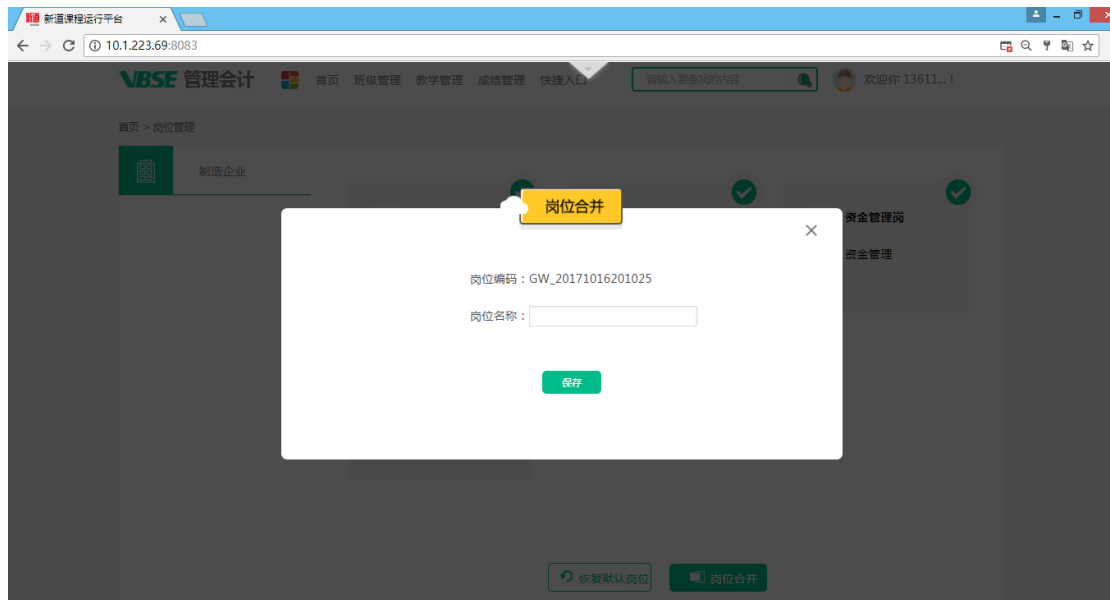 新道课程运行平台
10.1.223.69:8083
VBSE 管理会计 首页 班级管理 教学管理 成绩管理 快捷入口 请输入要查找的内容 欢迎你 13611... !
首页 > 岗位管理
制造企业
岗位合并
资金管理岗
资金管理
岗位编码：GW_20171016201025
岗位名称：
保存
恢复默认岗位 岗位合并